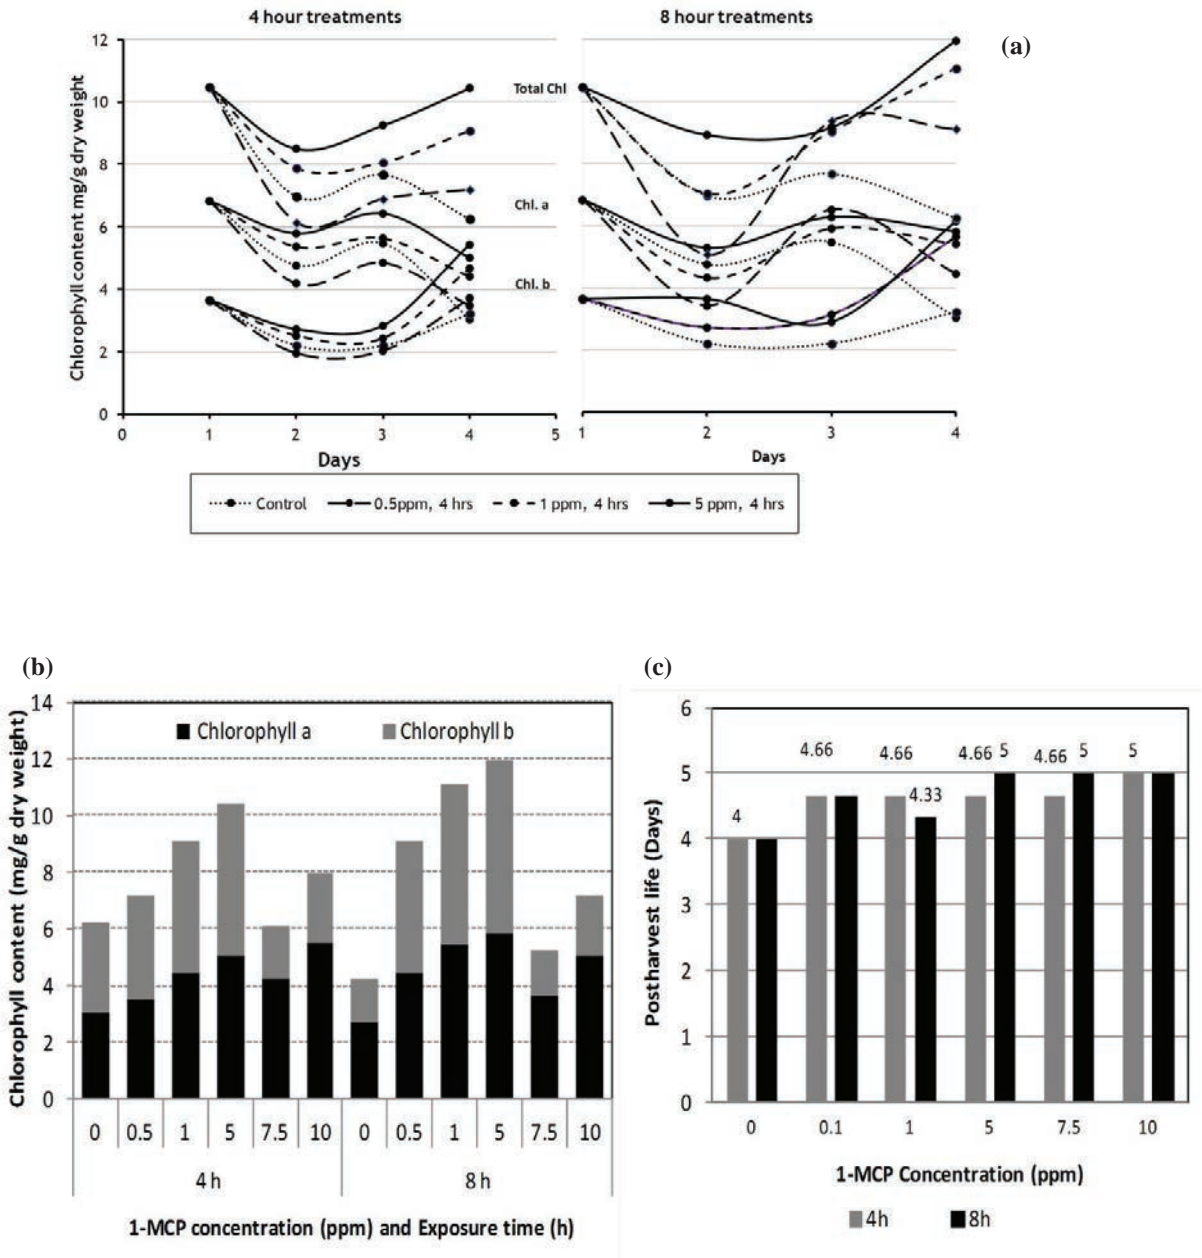 4 hour treatments
8 hour treatments
(a)
Chlorophyll content mg/g dry weight
12
10
8
6
4
2
0
Total Chl
Chl. a
Chl. b
0 1 2 3 4 5
1 2 3 4
Days
Days
Control 0.5ppm, 4 hrs 1 ppm, 4 hrs 5 ppm, 4 hrs
(b)
Chlorophyll content (mg/g dry weight)
14
12
10
8
6
4
2
0
Chlorophyll a Chlorophyll b
0 0.5 1 5 7.5 10 0 0.5 1 5 7.5 10
4 h 8 h
1-MCP concentration (ppm) and Exposure time (h)
(c)
Postharvest life (Days)
6
5
4
3
2
1
0
4
4.66
4.66
4.33
4.66 5
4.66 5
5
0 0.1 1 5 7.5 10
1-MCP Concentration (ppm)
4h 8h